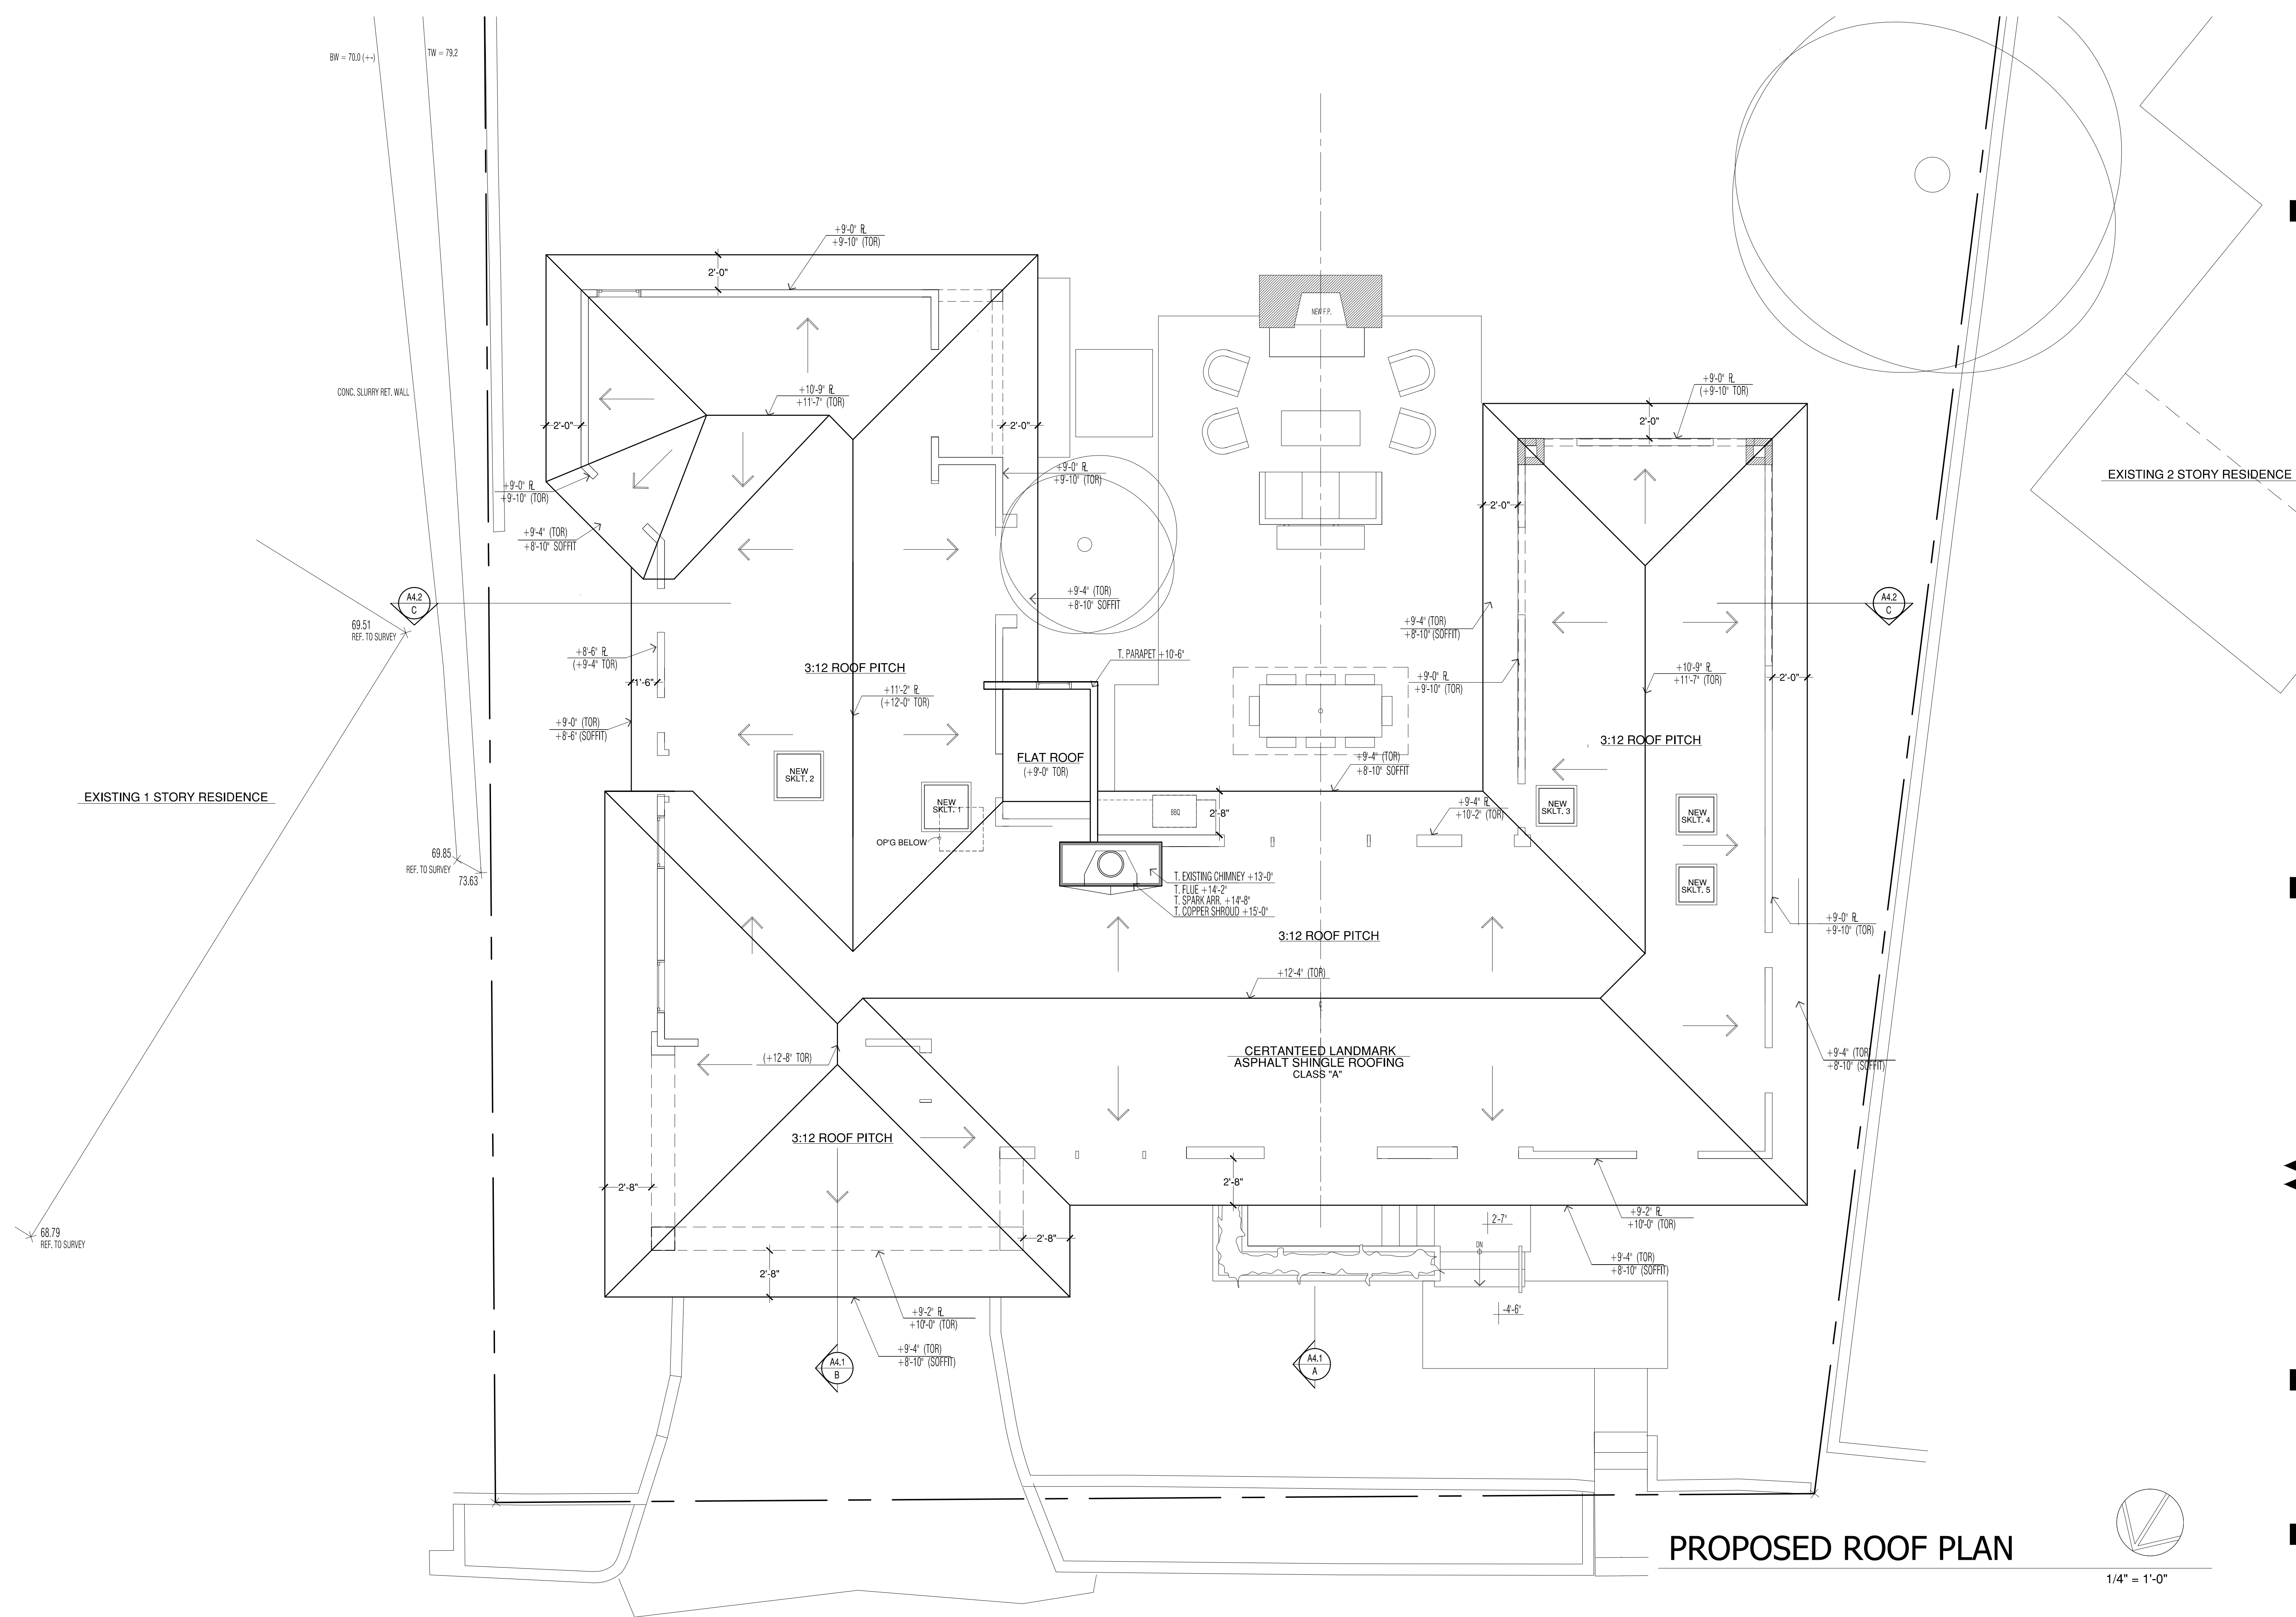 BW = 70.0 (+-)
TW = 79.2
+9'-0" PL
+9'-10" (TOR)
2'-0"
NEW F.P.
CONC. SLURRY RET. WALL
+10'-9" PL
+11'-7" (TOR)
+9'-0" PL
(+9'-10" TOR)
2'-0"
2'-0"
2'-0"
+9'-0" PL
+9'-10" (TOR)
+9'-0" PL
+9'-10" (TOR)
2'-0"
EXISTING 2 STORY RESIDENCE
+9'-4" (TOR)
+8'-10" SOFFIT
+9'-4" (TOR)
+8'-10" SOFFIT
A4.2
C
A4.2
C
69.51
REF. TO SURVEY
+9'-4" (TOR)
+8'-10" (SOFFIT)
+8'-6" PL
(+9'-4" TOR)
1'-6"
3:12 ROOF PITCH
T. PARAPET +10'-6"
+11'-2" PL
(+12'-0" TOR)
+9'-0" PL
+9'-10" (TOR)
+10'-9" PL
+11'-7" (TOR)
2'-0"
+9'-0" (TOR)
+8'-6" (SOFFIT)
3:12 ROOF PITCH
FLAT ROOF
(+9'-0" TOR)
+9'-4" (TOR)
+8'-10" SOFFIT
NEW
SKLT. 2
EXISTING 1 STORY RESIDENCE
NEW
SKLT. 1
BBQ
2'-8"
+9'-4" PL
+10'-2" (TOR)
NEW
SKLT. 3
NEW
SKLT. 4
OP'G BELOW
69.85
REF. TO SURVEY
73.63
T. EXISTING CHIMNEY +13'-0"
T. FLUE +14'-2"
T. SPARK ARR. +14'-8"
T. COPPER SHROUD +15'-0"
NEW
SKLT. 5
+9'-0" PL
+9'-10" (TOR)
3:12 ROOF PITCH
+12'-4" (TOR)
(+12'-8" TOR)
CERTANTEED LANDMARK
ASPHALT SHINGLE ROOFING
CLASS "A"
+9'-4" (TOR)
+8'-10" (SOFFIT)
3:12 ROOF PITCH
2'-8"
2'-8"
2'-8"
2'-8"
+9'-2" PL
+10'-0" (TOR)
2'-7"
DN
+9'-4" (TOR)
+8'-10" (SOFFIT)
68.79
REF. TO SURVEY
+9'-2" PL
+10'-0" (TOR)
-4'-6"
+9'-4" (TOR)
+8'-10" (SOFFIT)
A4.1
B
A4.1
A
PROPOSED ROOF PLAN
1/4" = 1'-0"